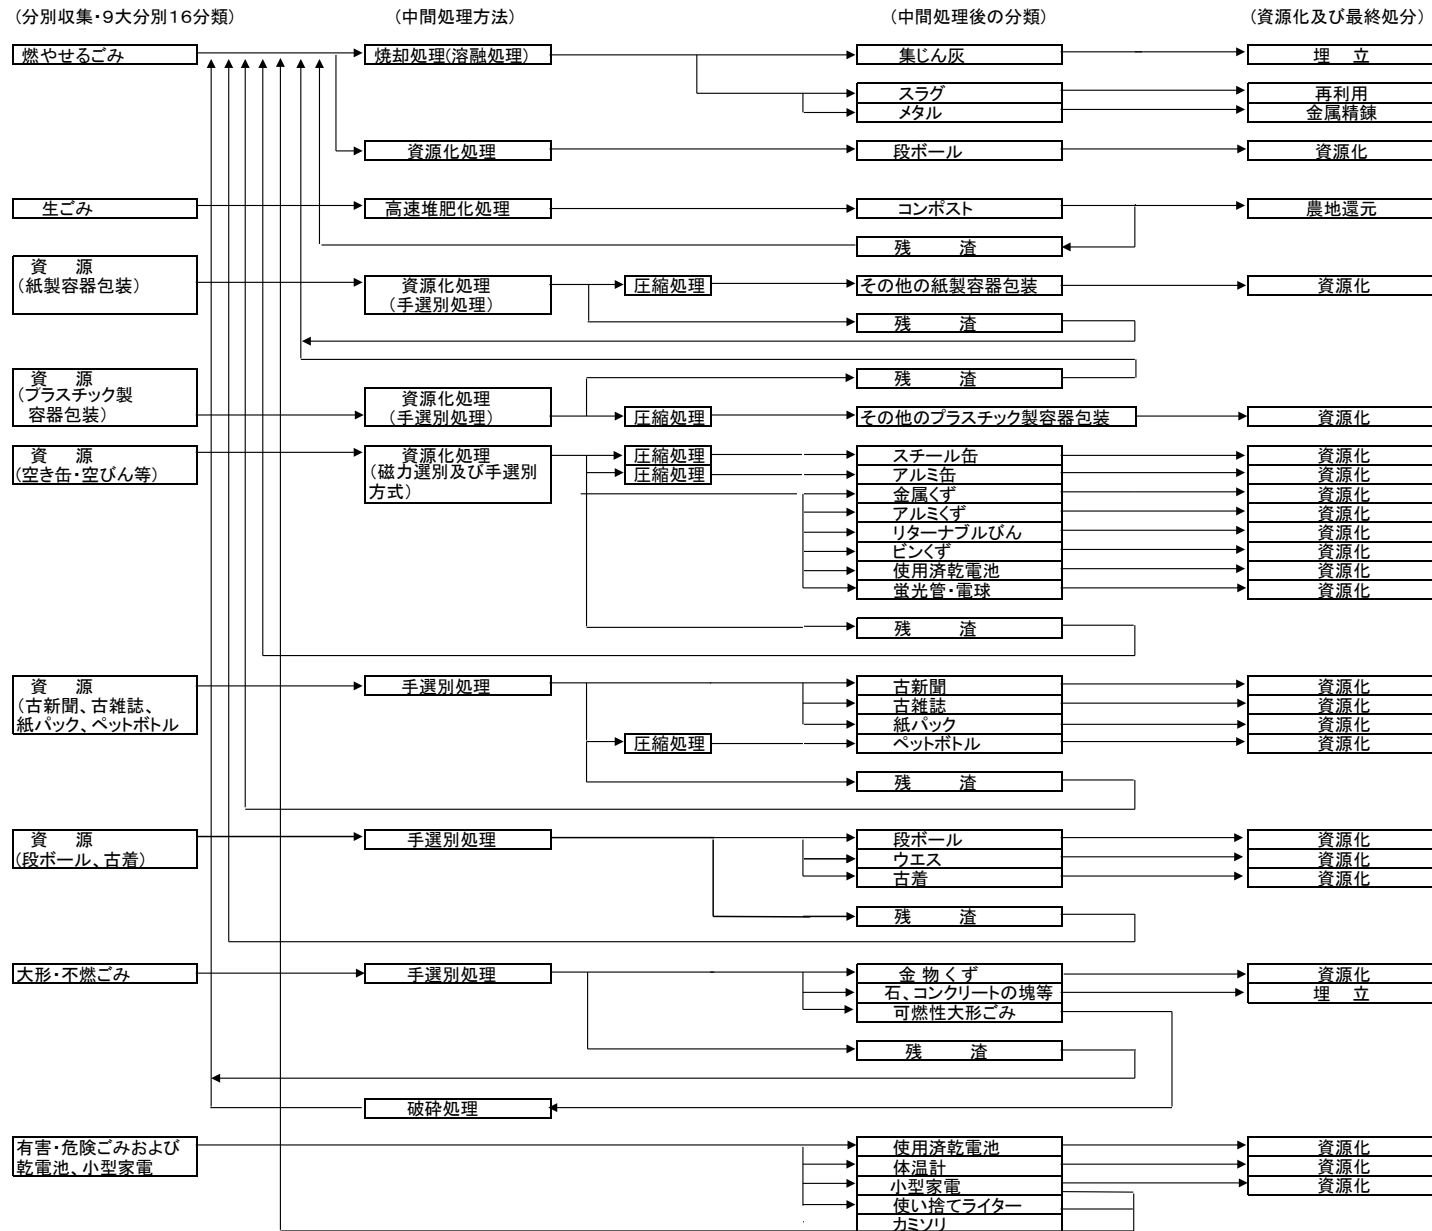 （分別収集・9大分別16分類） （中間処理方法） （中間処理後の分類） （資源化及び最終処分）
燃やせるごみ 焼却処理(溶融処理) 集じん灰 埋　立
スラグ 再利用
メタル 金属精錬
資源化処理 段ボール 資源化
生ごみ 高速堆肥化処理 コンポスト 農地還元
残　渣
資　源
（紙製容器包装） 資源化処理
（手選別処理） 圧縮処理 その他の紙製容器包装 資源化
残　渣
資　源
（プラスチック製
容器包装） 残　渣
資源化処理
（手選別処理） 圧縮処理 その他のプラスチック製容器包装 資源化
資　源
（空き缶・空びん等） 資源化処理
（磁力選別及び手選別
方式） 圧縮処理 スチール缶 資源化
圧縮処理 アルミ缶 資源化
金属くず 資源化
アルミくず 資源化
リターナブルびん 資源化
ビンくず 資源化
使用済乾電池 資源化
蛍光管・電球 資源化
残　渣
資　源
（古新聞、古雑誌、
紙パック、ペットボトル 手選別処理 古新聞 資源化
古雑誌 資源化
紙パック 資源化
圧縮処理 ペットボトル 資源化
残　渣
資　源
（段ボール、古着） 手選別処理 段ボール 資源化
ウエス 資源化
古着 資源化
残　渣
大形・不燃ごみ 手選別処理 金物くず 資源化
石、コンクリートの塊等 埋　立
可燃性大形ごみ
残　渣
破砕処理
有害・危険ごみおよび
乾電池、小型家電 使用済乾電池 資源化
体温計 資源化
小型家電 資源化
使い捨てライター
カミソリ